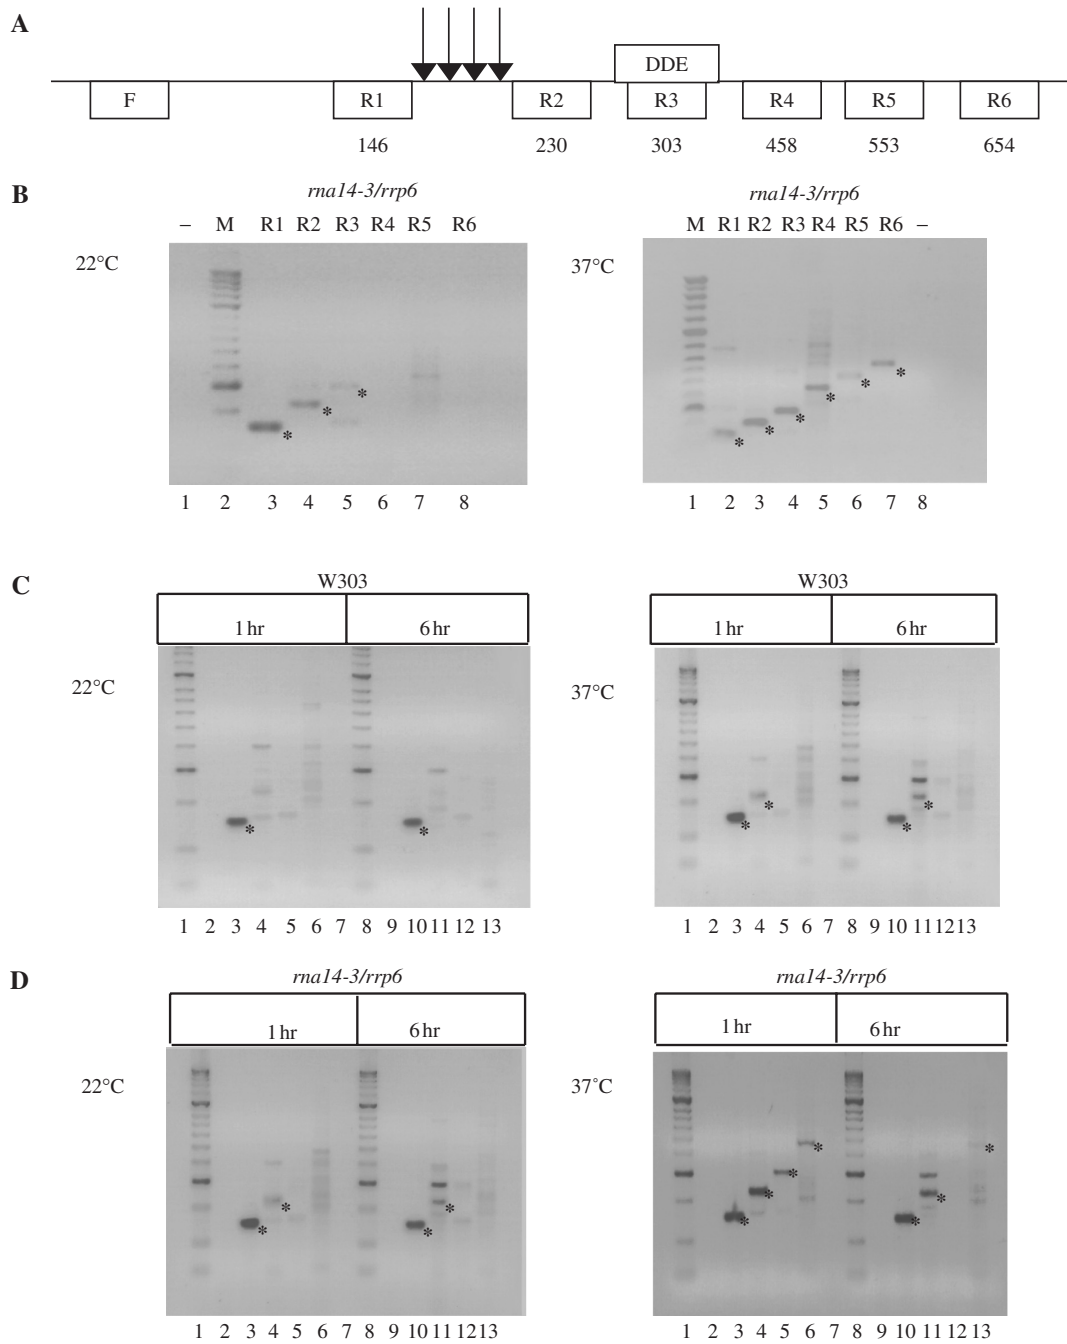 A
DDE
F R1 R2 R3 R4 R5 R6
146 230 303 458 553 654
B
rna14-3/rrp6 rna14-3/rrp6
– M R1 R2 R3 R4 R5 R6 M R1 R2 R3 R4 R5 R6 –
22°C 37°C
* * * * * * * * *
1 2 3 4 5 6 7 8 1 2 3 4 5 6 7 8
C
W303 W303
1 hr 6 hr 1 hr 6 hr
22°C 37°C
* * * * * *
1 2 3 4 5 6 7 8 9 10 11 12 13 1 2 3 4 5 6 7 8 9 10 11 12 13
D
rna14-3/rrp6 rna14-3/rrp6
1 hr 6 hr 1 hr 6 hr
22°C 37°C
* * * * * * * * * * *
1 2 3 4 5 6 7 8 9 10 11 12 13 1 2 3 4 5 6 7 8 9 10 11 12 13